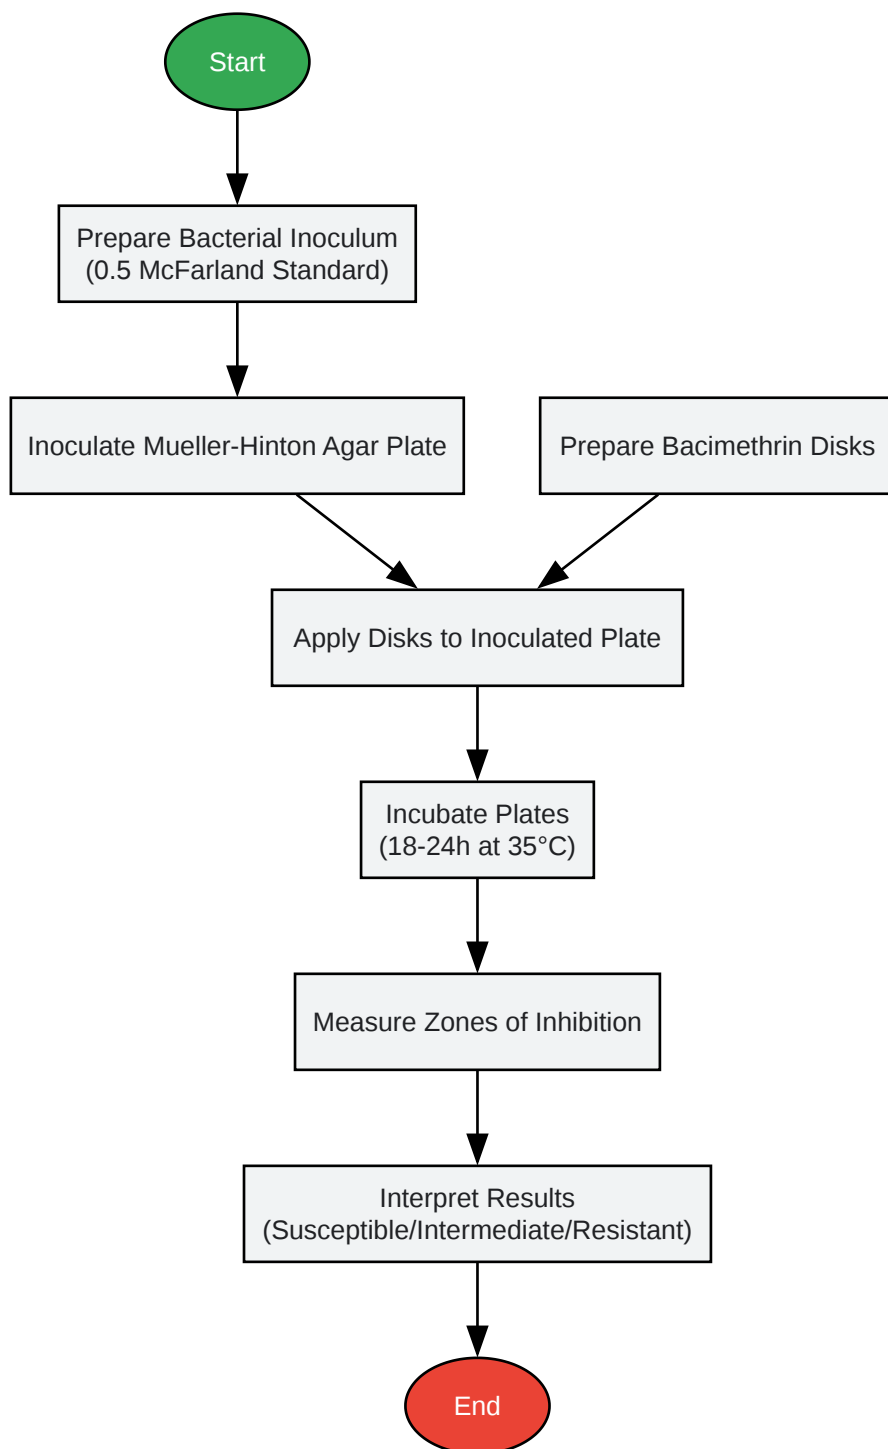 Start
Prepare Bacterial Inoculum
(0.5 McFarland Standard)
Inoculate Mueller-Hinton Agar Plate
Prepare Bacimethrin Disks
Apply Disks to Inoculated Plate
Incubate Plates
(18-24h at 35°C)
Measure Zones of Inhibition
Interpret Results
(Susceptible/Intermediate/Resistant)
End